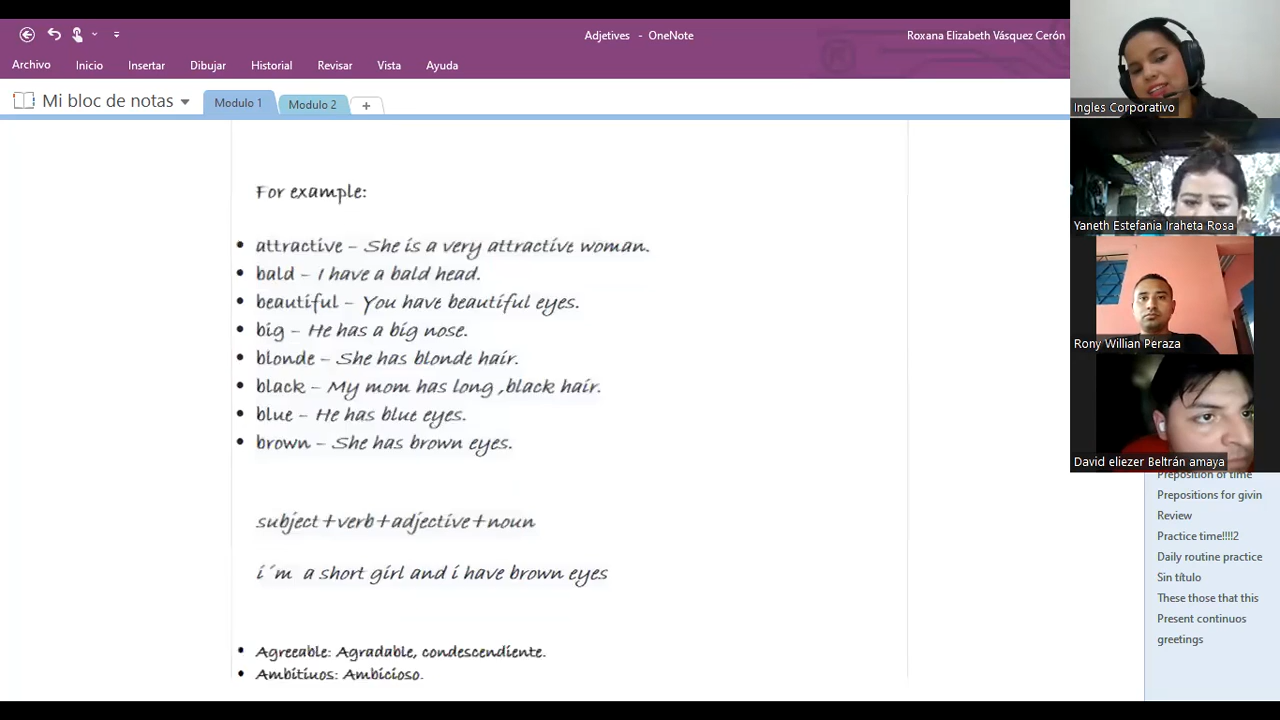 Adjetives - OneNote
Roxana Elizabeth Vásquez Cerón
Archivo Inicio Insertar Dibujar Historial Revisar Vista Ayuda
Mi bloc de notas Modulo 1 Modulo 2 +
For example:
• attractive – She is a very attractive woman.
• bald – I have a bald head.
• beautiful – You have beautiful eyes.
• big – He has a big nose.
• blonde – She has blonde hair.
• black – My mom has long ,black hair.
• blue – He has blue eyes.
• brown – She has brown eyes.
subject+verb+adjective+noun
i´m a short girl and i have brown eyes
• Agreeable: Agradable, condescendiente.
• Ambitiuos: Ambicioso.
Ingles Corporativo
Yaneth Estefania Iraheta Rosa
Rony Willian Peraza
David eliezer Beltrán amaya
Preposition of time
Prepositions for givin
Review
Practice time!!!!2
Daily routine practice
Sin título
These those that this
Present continuos
greetings